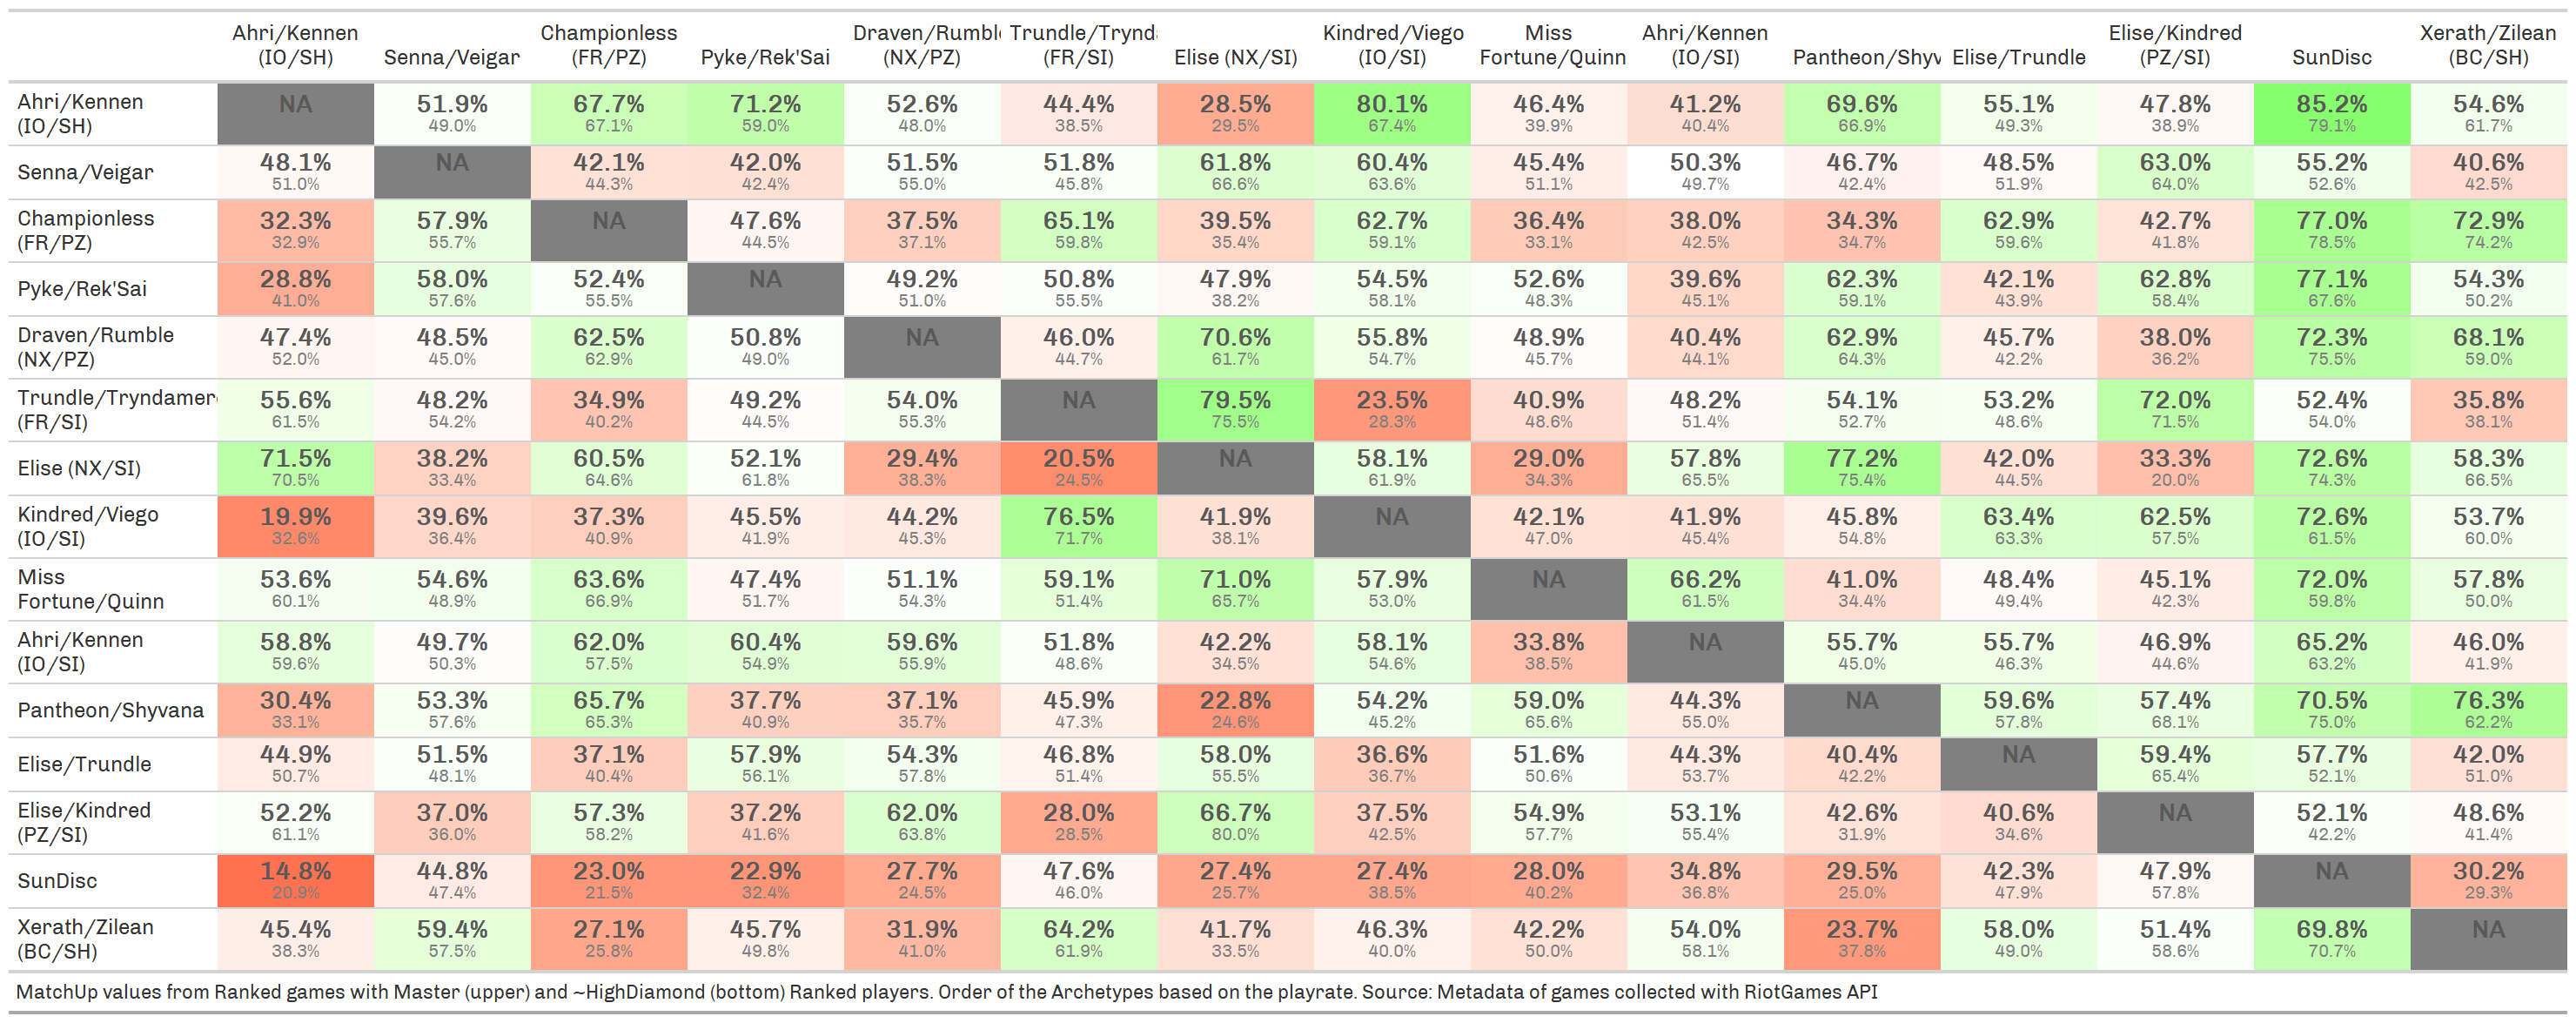 Ahri/Kennen (IO/SH) Senna/Veigar Championless (FR/PZ) Pyke/Rek'Sai Draven/Rumbl (NX/PZ) Trundle/Trynd (FR/SI) Elise (NX/SI) Kindred/Viego (IO/SI) Miss Fortune/Quinn Ahri/Kennen (IO/SI) Pantheon/Shyv Elise/Trundle Elise/Kindred (PZ/SI) SunDisc Xerath/Zilean (BC/SH)
Ahri/Kennen (IO/SH) NA 51.9% 67.7% 71.2% 52.6% 44.4% 28.5% 80.1% 46.4% 41.2% 69.6% 55.1% 47.8% 85.2% 54.6%
49.0% 67.1% 59.0% 48.0% 38.5% 29.5% 67.4% 39.9% 40.4% 66.9% 49.3% 38.9% 79.1% 61.7%
Senna/Veigar 48.1% NA 42.1% 42.0% 51.5% 51.8% 61.8% 60.4% 45.4% 50.3% 46.7% 48.5% 63.0% 55.2% 40.6%
51.0% 44.3% 42.4% 55.0% 45.8% 66.6% 63.6% 51.1% 49.7% 42.4% 51.9% 64.0% 52.6% 42.5%
Championless (FR/PZ) 32.3% 57.9% NA 47.6% 37.5% 65.1% 39.5% 62.7% 36.4% 38.0% 34.3% 62.9% 42.7% 77.0% 72.9%
32.9% 55.7% 44.5% 37.1% 59.8% 35.4% 59.1% 33.1% 42.5% 34.7% 59.6% 41.8% 78.5% 74.2%
Pyke/Rek'Sai 28.8% 58.0% 52.4% NA 49.2% 50.8% 47.9% 54.5% 52.6% 39.6% 62.3% 42.1% 62.8% 77.1% 54.3%
41.0% 57.6% 55.5% 51.0% 55.5% 38.2% 58.1% 48.3% 45.1% 59.1% 43.9% 58.4% 67.6% 50.2%
Draven/Rumble (NX/PZ) 47.4% 48.5% 62.5% 50.8% NA 46.0% 70.6% 55.8% 48.9% 40.4% 62.9% 45.7% 38.0% 72.3% 68.1%
52.0% 45.0% 62.9% 49.0% 44.7% 61.7% 54.7% 45.7% 44.1% 64.3% 42.2% 36.2% 75.5% 59.0%
Trundle/Tryndamer (FR/SI) 55.6% 48.2% 34.9% 49.2% 54.0% NA 79.5% 23.5% 40.9% 48.2% 54.1% 53.2% 72.0% 52.4% 35.8%
61.5% 54.2% 40.2% 44.5% 55.3% 75.5% 28.3% 48.6% 51.4% 52.7% 48.6% 71.5% 54.0% 38.1%
Elise (NX/SI) 71.5% 38.2% 60.5% 52.1% 29.4% 20.5% NA 58.1% 29.0% 57.8% 77.2% 42.0% 33.3% 72.6% 58.3%
70.5% 33.4% 64.6% 61.8% 38.3% 24.5% 61.9% 34.3% 65.5% 75.4% 44.5% 20.0% 74.3% 66.5%
Kindred/Viego (IO/SI) 19.9% 39.6% 37.3% 45.5% 44.2% 76.5% 41.9% NA 42.1% 41.9% 45.8% 63.4% 62.5% 72.6% 53.7%
32.6% 36.4% 40.9% 41.9% 45.3% 71.7% 38.1% 47.0% 45.4% 54.8% 63.3% 57.5% 61.5% 60.0%
Miss Fortune/Quinn 53.6% 54.6% 63.6% 47.4% 51.1% 59.1% 71.0% 57.9% NA 66.2% 41.0% 48.4% 45.1% 72.0% 57.8%
60.1% 48.9% 66.9% 51.7% 54.3% 51.4% 65.7% 53.0% 61.5% 34.4% 49.4% 42.3% 59.8% 50.0%
Ahri/Kennen (IO/SI) 58.8% 49.7% 62.0% 60.4% 59.6% 51.8% 42.2% 58.1% 33.8% NA 55.7% 55.7% 46.9% 65.2% 46.0%
59.6% 50.3% 57.5% 54.9% 55.9% 48.6% 34.5% 54.6% 38.5% 45.0% 46.3% 44.6% 63.2% 41.9%
Pantheon/Shyvana 30.4% 53.3% 65.7% 37.7% 37.1% 45.9% 22.8% 54.2% 59.0% 44.3% NA 59.6% 57.4% 70.5% 76.3%
33.1% 57.6% 65.3% 40.9% 35.7% 47.3% 24.6% 45.2% 65.6% 55.0% 57.8% 68.1% 75.0% 62.2%
Elise/Trundle 44.9% 51.5% 37.1% 57.9% 54.3% 46.8% 58.0% 36.6% 51.6% 44.3% 40.4% NA 59.4% 57.7% 42.0%
50.7% 48.1% 40.4% 56.1% 57.8% 51.4% 55.5% 36.7% 50.6% 53.7% 42.2% 65.4% 52.1% 51.0%
Elise/Kindred (PZ/SI) 52.2% 37.0% 57.3% 37.2% 62.0% 28.0% 66.7% 37.5% 54.9% 53.1% 42.6% 40.6% NA 52.1% 48.6%
61.1% 36.0% 58.2% 41.6% 63.8% 28.5% 80.0% 42.5% 57.7% 55.4% 31.9% 34.6% 42.2% 41.4%
SunDisc 14.8% 44.8% 23.0% 22.9% 27.7% 47.6% 27.4% 27.4% 28.0% 34.8% 29.5% 42.3% 47.9% NA 30.2%
20.9% 47.4% 21.5% 32.4% 24.5% 46.0% 25.7% 38.5% 40.2% 36.8% 25.0% 47.9% 57.8% 29.3%
Xerath/Zilean (BC/SH) 45.4% 59.4% 27.1% 45.7% 31.9% 64.2% 41.7% 46.3% 42.2% 54.0% 23.7% 58.0% 51.4% 69.8% NA
38.3% 57.5% 25.8% 49.8% 41.0% 61.9% 33.5% 40.0% 50.0% 58.1% 37.8% 49.0% 58.6% 70.7%
MatchUp values from Ranked games with Master (upper) and ~HighDiamond (bottom) Ranked players. Order of the Archetypes based on the playrate. Source: Metadata of games collected with RiotGames API